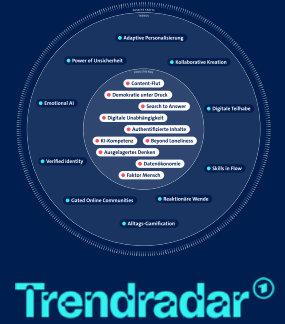 Adaptive Personalisierung
Power of Unsicherheit
Kollaborative Kreation
Content-Flut
Demokratie unter Druck
Search to Answer
Emotional AI
Digitale Teilhabe
Digitale Unabhängigkeit
Authentifizierte Inhalte
KI-Kompetenz
Beyond Loneliness
Ausgelagertes Denken
Verified Identity
Datenökonomie
Skills in Flow
Faktor Mensch
Gated Online Communities
Reaktionäre Wende
Alltags-Gamification
Trendradar